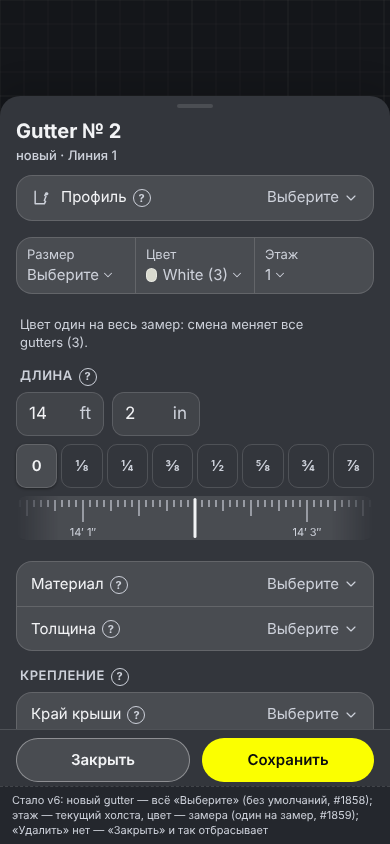 Gutter № 2
новый · Линия 1
Профиль ? Выберите
Размер Цвет Этаж
Выберите White (3) 1
Цвет один на весь замер: смена меняет все
gutters (3).
ДЛИНА ?
14 ft 2 in
0 ⅛ ¼ ⅜ ½ ⅝ ¾ ⅞
14′ 1″ 14′ 3″
Материал ? Выберите
Толщина ? Выберите
КРЕПЛЕНИЕ ?
Край крыши ? Выберите
Закрыть Сохранить
Стало v6: новый gutter — всё «Выберите» (без умолчаний, #1858);
этаж — текущий холста, цвет — замера (один на замер, #1859);
«Удалить» нет — «Закрыть» и так отбрасывает